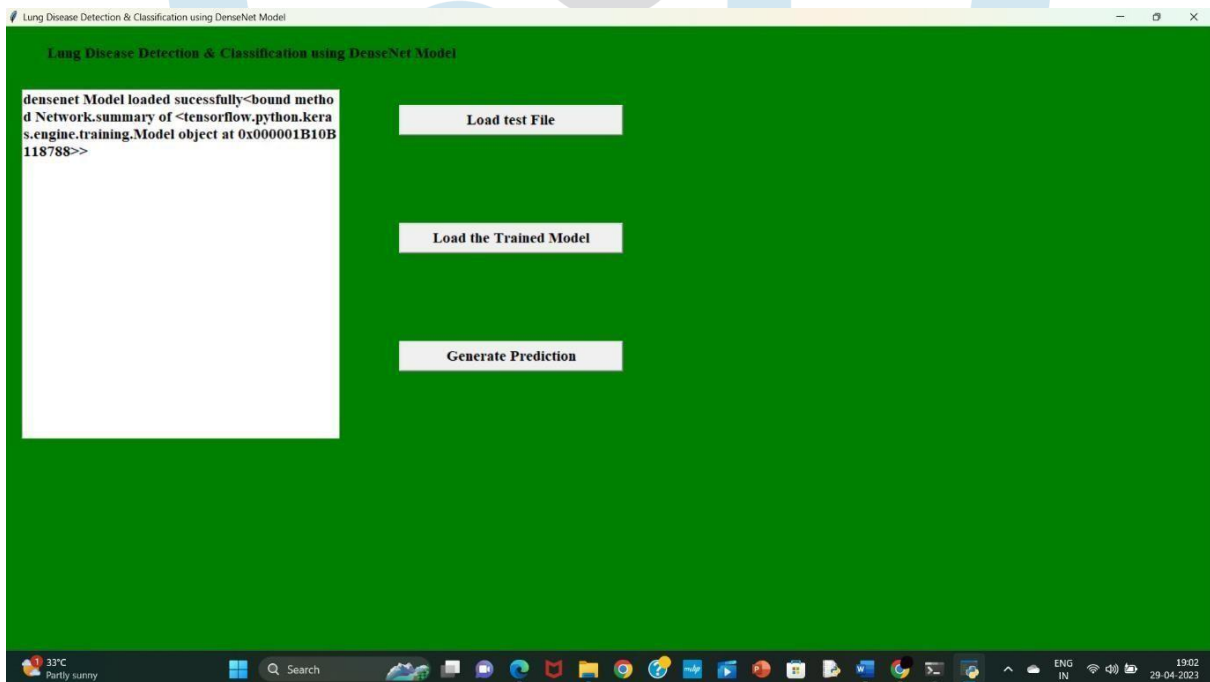 Lung Disease Detection & Classification using DenseNet Model
Lung Disease Detection & Classification using DenseNet Model
densenet Model loaded sucessfully<bound metho
d Network.summary of <tensorflow.python.kera
s.engine.training.Model object at 0x000001B10B
118788>>
Load test File
Load the Trained Model
Generate Prediction
1
33°C
Partly sunny
Search
ENG
IN
19:02
29-04-2023